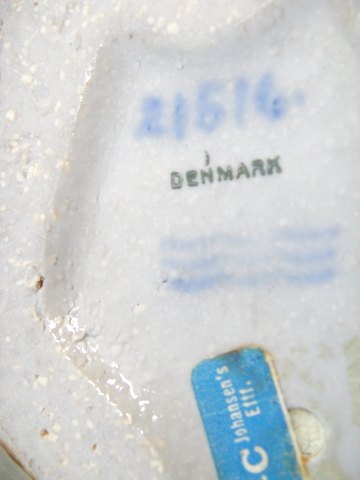 21516.
DENMARK
Johansen's
Eftf.
C